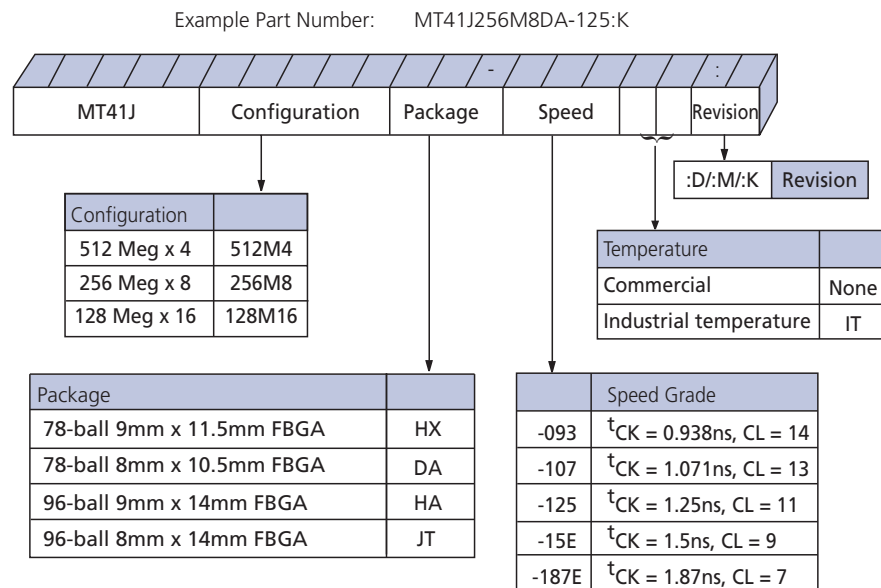 Example Part Number: MT41J256M8DA-125:K
- :
MT41J Configuration Package Speed Revision
:D/:M/:K Revision
Configuration
512 Meg x 4 512M4
256 Meg x 8 256M8
128 Meg x 16 128M16
Temperature
Commercial None
Industrial temperature IT
Package
78-ball 9mm x 11.5mm FBGA HX
78-ball 8mm x 10.5mm FBGA DA
96-ball 9mm x 14mm FBGA HA
96-ball 8mm x 14mm FBGA JT
Speed Grade
-093 tCK = 0.938ns, CL = 14
-107 tCK = 1.071ns, CL = 13
-125 tCK = 1.25ns, CL = 11
-15E tCK = 1.5ns, CL = 9
-187E tCK = 1.87ns, CL = 7